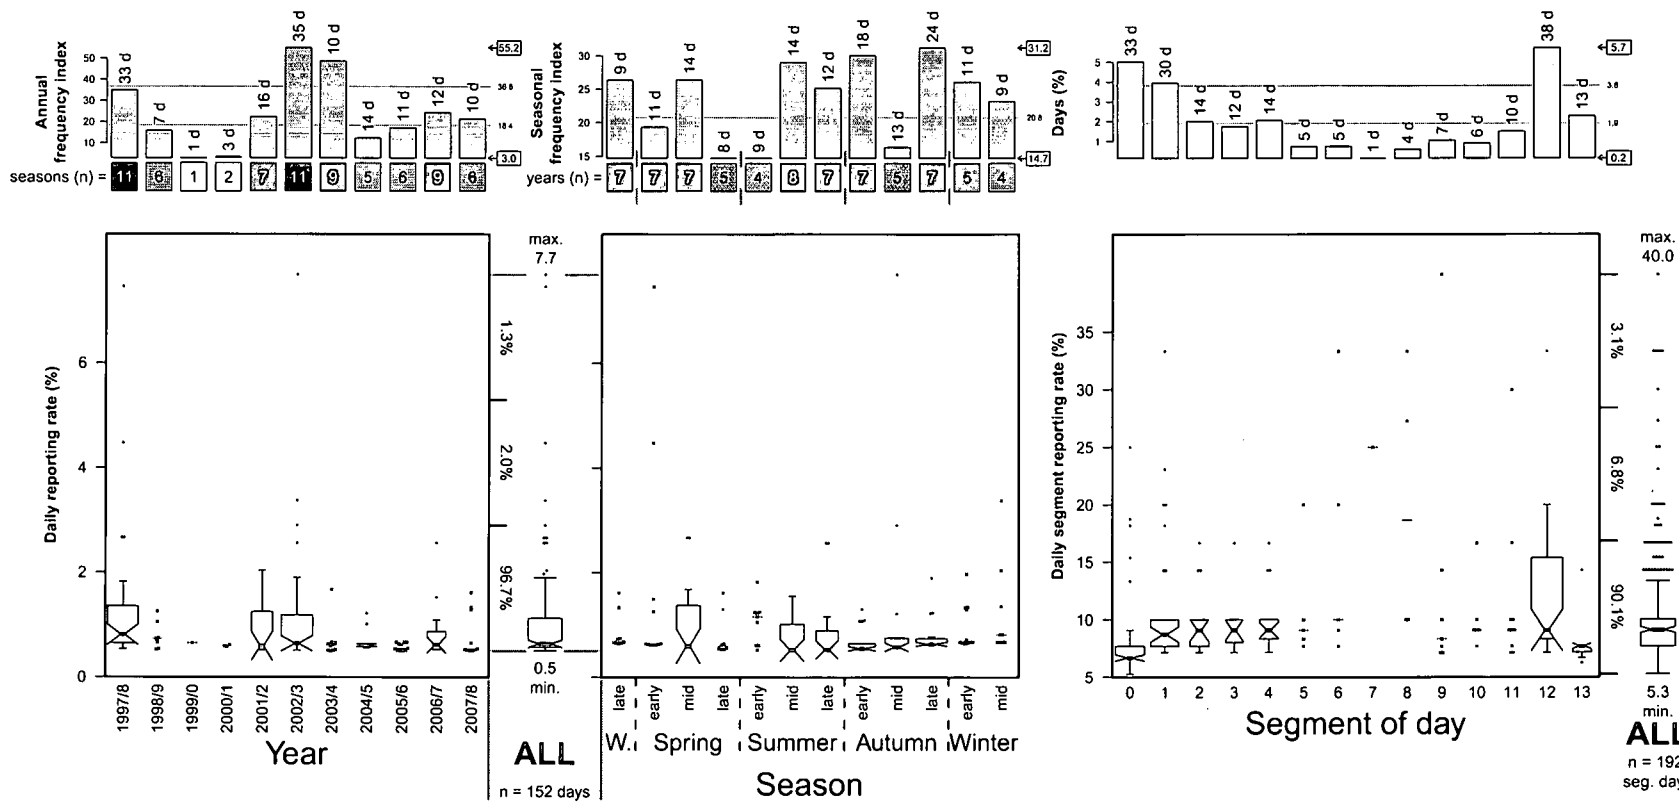 Annual
frequency index
50
40
30
20
10
33 d
7 d
1 d
3 d
16 d
35 d
10 d
14 d
11 d
12 d
10 d
55.2
36.8
18.4
3.0
seasons (n) = 11 6 1 2 7 11 9 5 6 9 6
Seasonal
frequency index
30
25
20
15
9 d
11 d
14 d
8 d
9 d
14 d
12 d
18 d
13 d
24 d
11 d
9 d
31.2
20.8
14.7
years (n) = 7 7 7 5 4 8 7 7 5 7 5 4
Days (%)
5
4
3
2
1
33 d
30 d
14 d
12 d
14 d
5 d
5 d
1 d
4 d
7 d
6 d
10 d
38 d
13 d
5.7
3.8
1.9
0.2
Daily reporting rate (%)
6
4
2
0
1997/8
1998/9
1999/0
2000/1
2001/2
2002/3
2003/4
2004/5
2005/6
2006/7
2007/8
Year
max.
7.7
1.3%
2.0%
96.7%
0.5
min.
ALL
n = 152 days
late
early
mid
late
early
mid
late
early
mid
late
early
mid
W. Spring Summer Autumn Winter
Season
Daily segment reporting rate (%)
35
30
25
20
15
10
5
0 1 2 3 4 5 6 7 8 9 10 11 12 13
Segment of day
max.
40.0
3.1%
6.8%
90.1%
5.3
min.
ALL
n = 192
seg. day